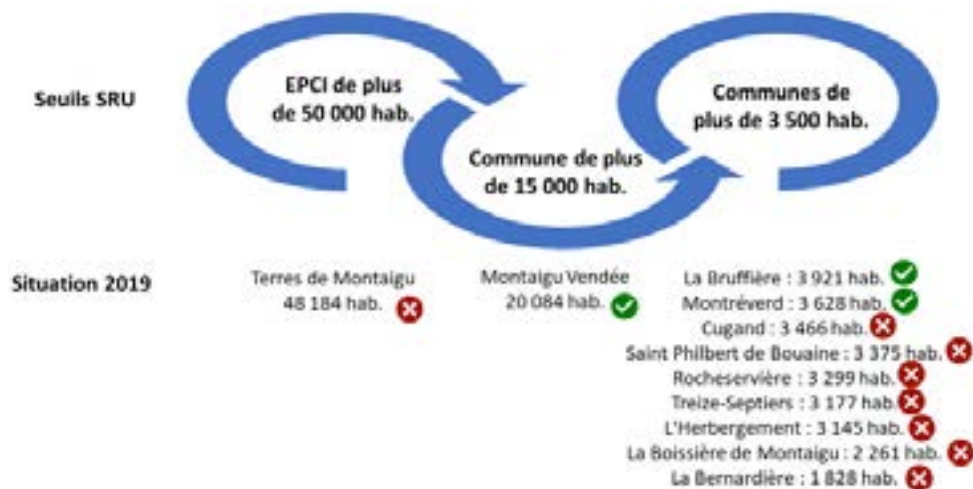 Seuils SRU
EPCI de plus
de 50 000 hab.
Commune de plus
de 15 000 hab.
Communes de
plus de 3 500 hab.
Situation 2019
Terres de Montaigu
48 184 hab.
Montaigu Vendée
20 084 hab.
La Bruffière : 3 921 hab.
Montréverd : 3 628 hab.
Cugand : 3 466 hab.
Saint Philbert de Bouaine : 3 375 hab.
Rocheservière : 3 299 hab.
Treize-Septiers : 3 177 hab.
L'Herbergement : 3 145 hab.
La Boissière de Montaigu : 2 261 hab.
La Bernardière : 1 828 hab.